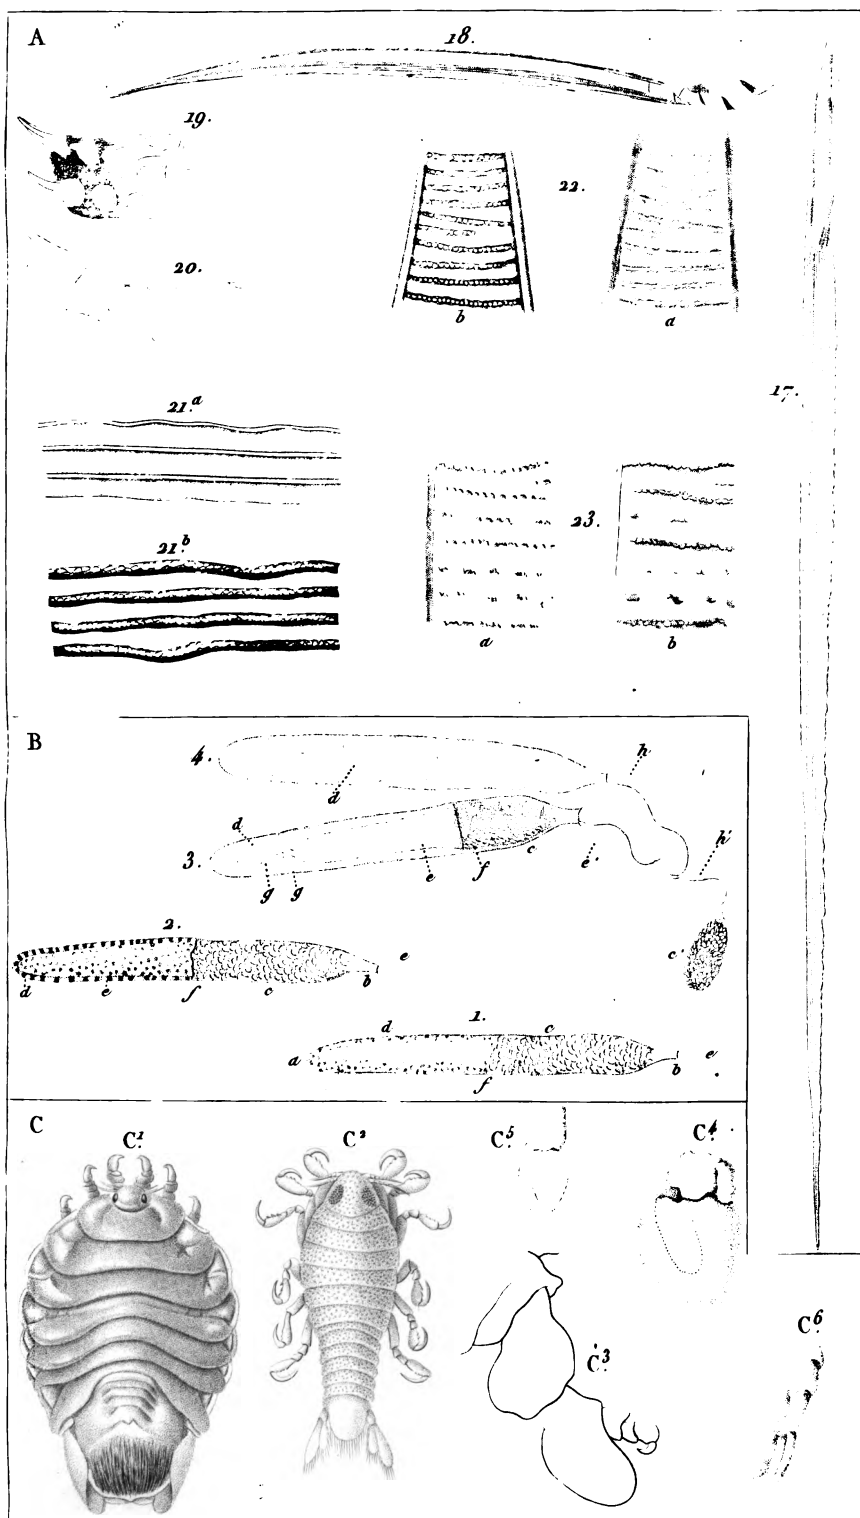 A
18.
19.
22.
20.
b
a
17.
21.a
23.
21.b
a
b
B
4.
h
d
d
3.
h'
e
f
c
e'
g
g
2.
c'
e
d
e
f
c
b
1.
d
c
a
e
b
f
C
C1.
C2
C5.
C4.
C3.
C6.